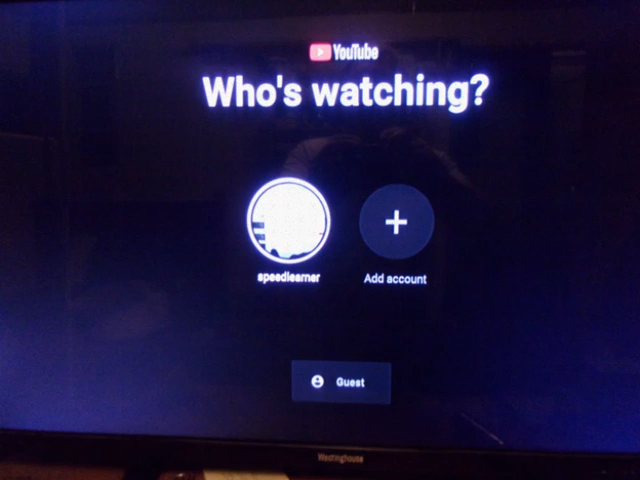 YouTube
Who's watching?
speedlearner
Add account
Guest
Westinghouse